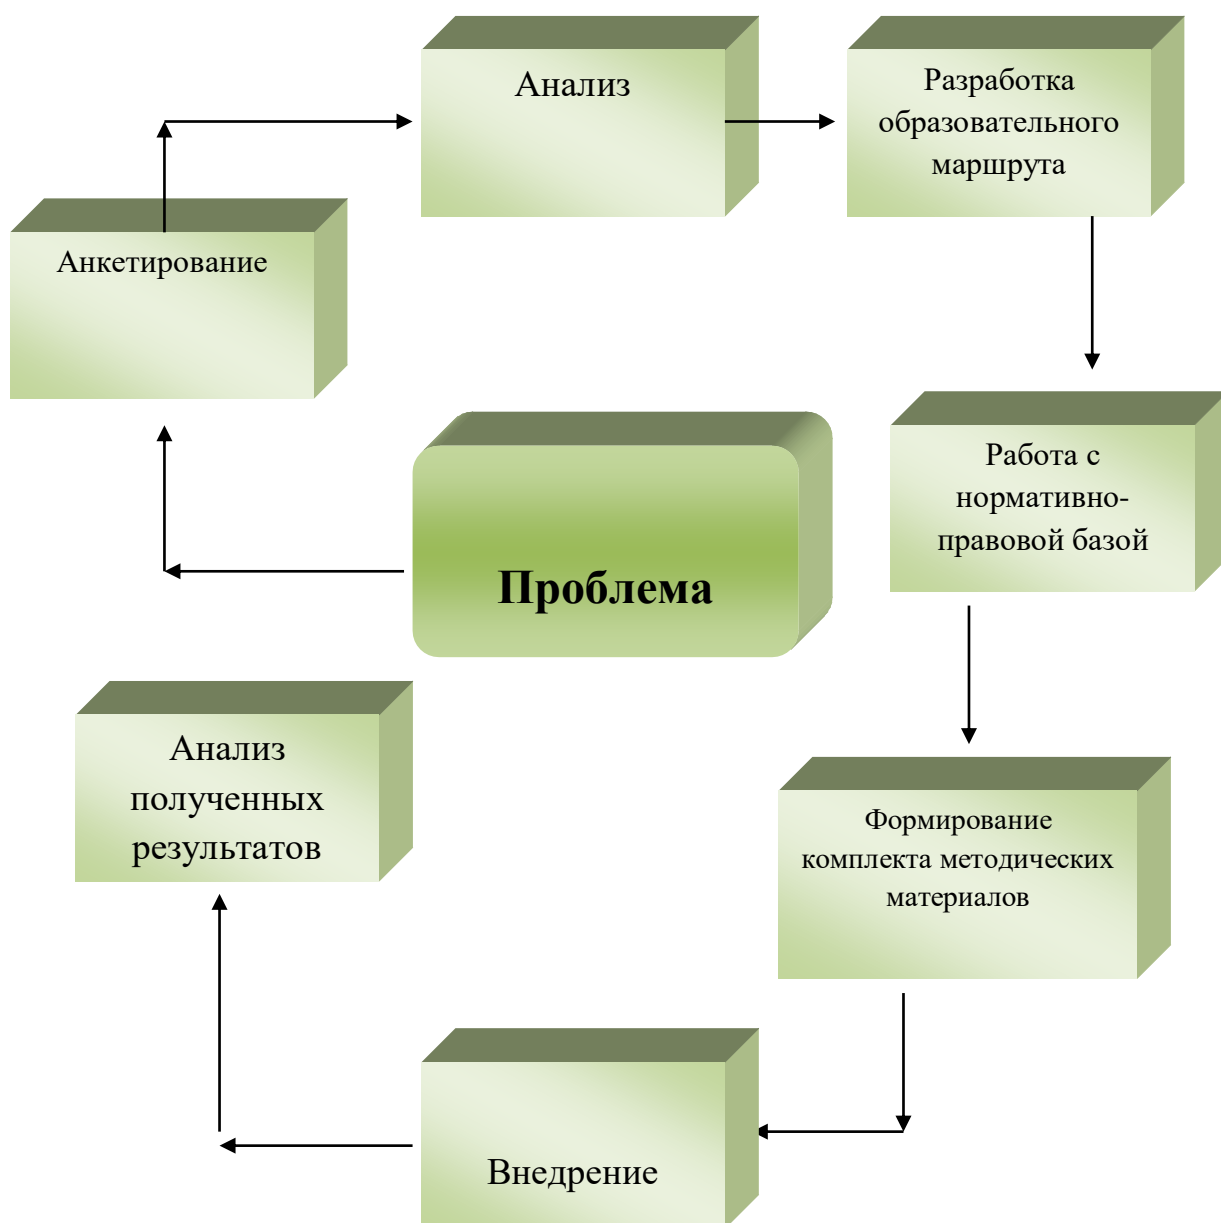 Анализ
Разработка
образовательного
маршрута
Анкетирование
Работа с
нормативно-
правовой базой
Проблема
Анализ
полученных
результатов
Формирование
комплекта методических
материалов
Внедрение